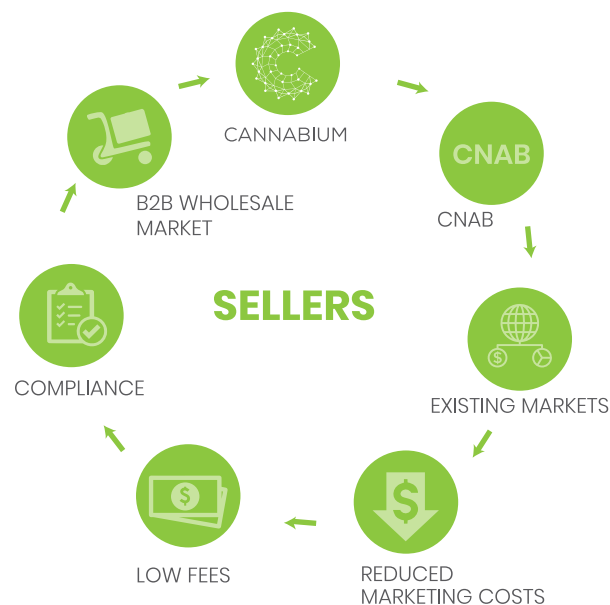 CANNABIUM
CNAB
CNAB
EXISTING MARKETS
REDUCED
MARKETING COSTS
LOW FEES
COMPLIANCE
B2B WHOLESALE
MARKET
SELLERS